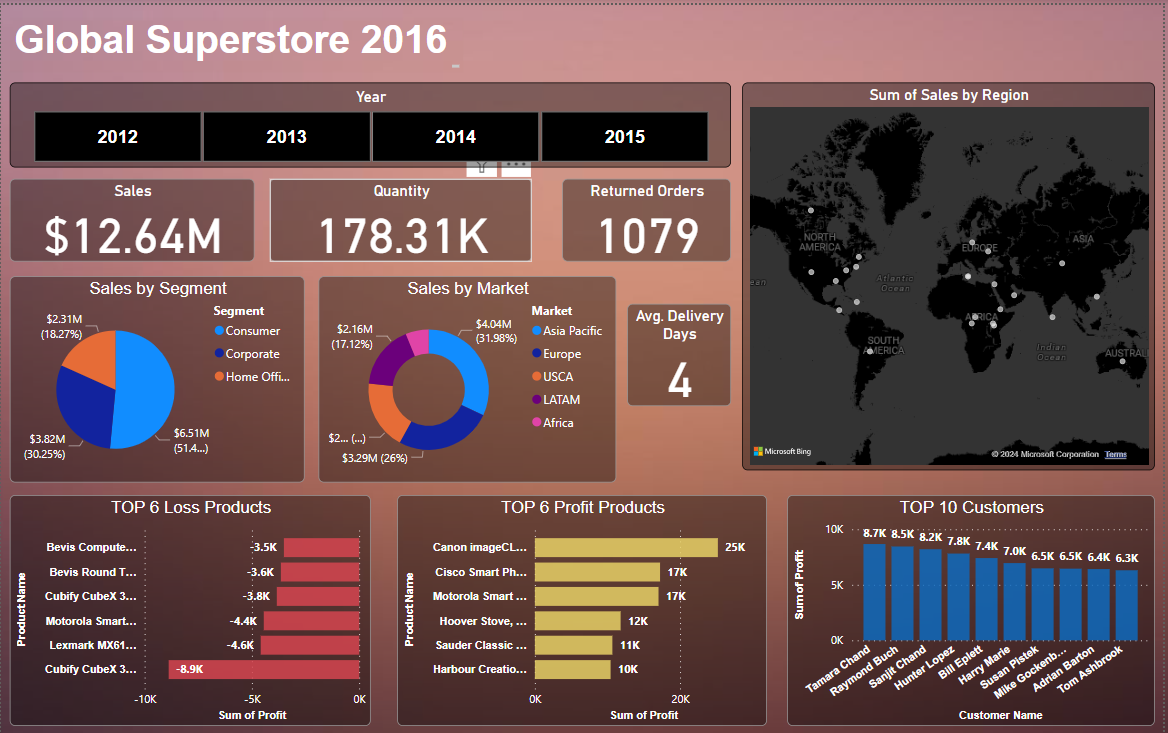 Global Superstore 2016
Year
2012
2013
2014
2015
Sales
$12.64M
Quantity
178.31K
Returned Orders
1079
Sum of Sales by Region
NORTH
AMERICA
EUROPE
ASIA
Atlantic
Ocean
ean
AFRICA
SOUTH
AMERICA
Indian
Ocean
AUSTRAL
Microsoft Bing
© 2024 Microsoft Corporation Terms
Sales by Segment
$2.31M
(18.27%)
$3.82M
(30.25%)
$6.51M
(51.4...)
Segment
Consumer
Corporate
Home Offi...
Sales by Market
$2.16M
(17.12%)
$4.04M
(31.98%)
$2... (...)
$3.29M (26%)
Market
Asia Pacific
Europe
USCA
LATAM
Africa
Avg. Delivery
Days
4
TOP 6 Loss Products
Product Name
Bevis Compute... -3.5K
Bevis Round T... -3.6K
Cubify CubeX 3... -3.8K
Motorola Smart... -4.4K
Lexmark MX61... -4.6K
Cubify CubeX 3... -8.9K
-10K -5K 0K
Sum of Profit
TOP 6 Profit Products
Product Name
Canon imageCL... 25K
Cisco Smart Ph... 17K
Motorola Smart ... 17K
Hoover Stove, ... 12K
Sauder Classic ... 11K
Harbour Creatio... 10K
0K 20K
Sum of Profit
TOP 10 Customers
Sum of Profit
10K
5K
0K
8.7K 8.5K 8.2K 7.8K 7.4K 7.0K 6.5K 6.5K 6.4K 6.3K
Tamara Chand
Raymond Buch
Sanjit Chand
Hunter Lopez
Bill Eplett
Harry Marie
Susan Pistek
Mike Gockenb...
Adrian Barton
Tom Ashbrook
Customer Name